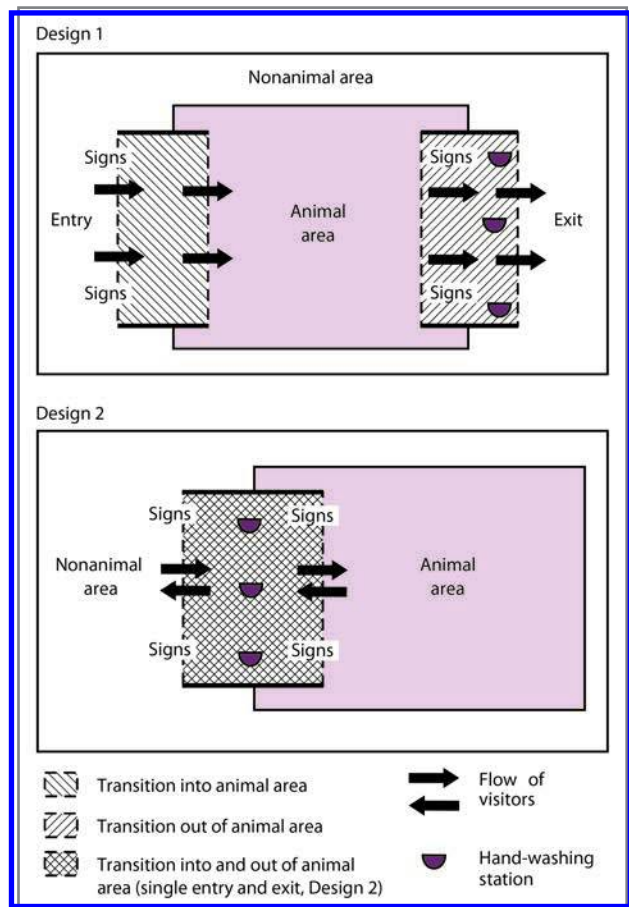 Design 1
Nonanimal area
Signs
Signs
Entry
Animal
area
Exit
Signs
Signs
Design 2
Signs
Signs
Nonanimal
area
Animal
area
Signs
Signs
Transition into animal area
Transition out of animal area
Transition into and out of animal
area (single entry and exit, Design 2)
Flow of
visitors
Hand-washing
station